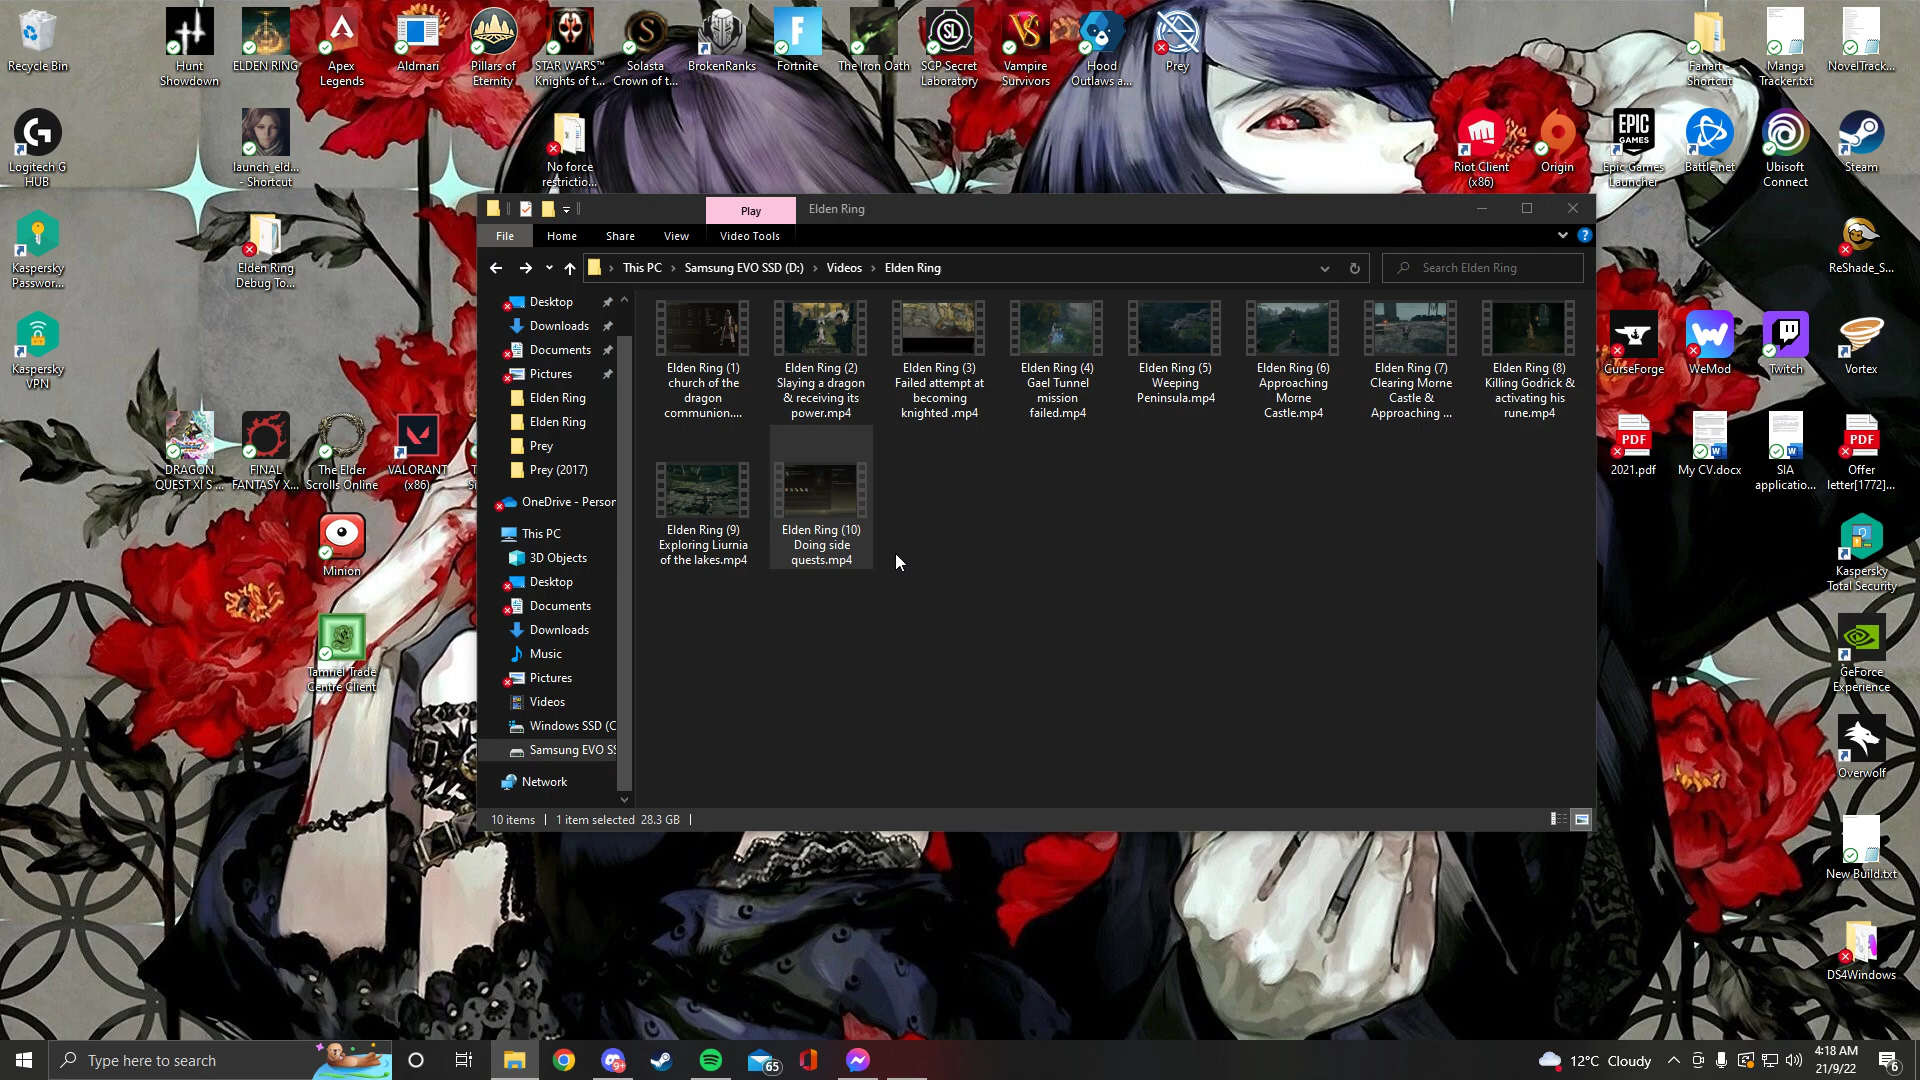 Recycle Bin
Hunt
Showdown
ELDEN RING
Apex
Legends
Aldrnari
Pillars of
Eternity
STAR WARS™
Knights of t...
Solasta
Crown of t...
BrokenRanks
Fortnite
The Iron Oath
SCP Secret
Laboratory
Vampire
Survivors
Hood
Outlaws a...
Prey
Fanart -
Shortcut
Manga
Tracker.txt
NovelTrack...
Logitech G
HUB
launch_eld...
- Shortcut
No force
restrictio...
Riot Client
(x86)
Origin
EPIC
GAMES
Epic Games
Launcher
Battle.net
Ubisoft
Connect
Steam
Kaspersky
Passwor...
Elden Ring
Debug To...
ReShade_S...
Kaspersky
VPN
CurseForge
WeMod
Twitch
Vortex
DRAGON
QUEST XI S ...
FINAL
FANTASY X...
The Elder
Scrolls Online
VALORANT
(x86)
PDF
2021.pdf
My CV.docx
SIA
applicatio...
PDF
Offer
letter[1772]...
Minion
Kaspersky
Total Security
Tamriel Trade
Centre Client
GeForce
Experience
Overwolf
New Build.txt
DS4Windows
Play
Elden Ring
File
Home
Share
View
Video Tools
This PC
Samsung EVO SSD (D:)
Videos
Elden Ring
Search Elden Ring
Desktop
Downloads
Documents
Pictures
Elden Ring
Elden Ring
Prey
Prey (2017)
OneDrive - Person
This PC
3D Objects
Desktop
Documents
Downloads
Music
Pictures
Videos
Windows SSD (C
Samsung EVO SS
Network
Elden Ring (1)
church of the
dragon
communion....
Elden Ring (2)
Slaying a dragon
& receiving its
power.mp4
Elden Ring (3)
Failed attempt at
becoming
knighted .mp4
Elden Ring (4)
Gael Tunnel
mission
failed.mp4
Elden Ring (5)
Weeping
Peninsula.mp4
Elden Ring (6)
Approaching
Morne
Castle.mp4
Elden Ring (7)
Clearing Morne
Castle &
Approaching ...
Elden Ring (8)
Killing Godrick &
activating his
rune.mp4
Elden Ring (9)
Exploring Liurnia
of the lakes.mp4
Elden Ring (10)
Doing side
quests.mp4
10 items
1 item selected 28.3 GB
Type here to search
9+
65
12°C Cloudy
4:18 AM
21/9/22
6